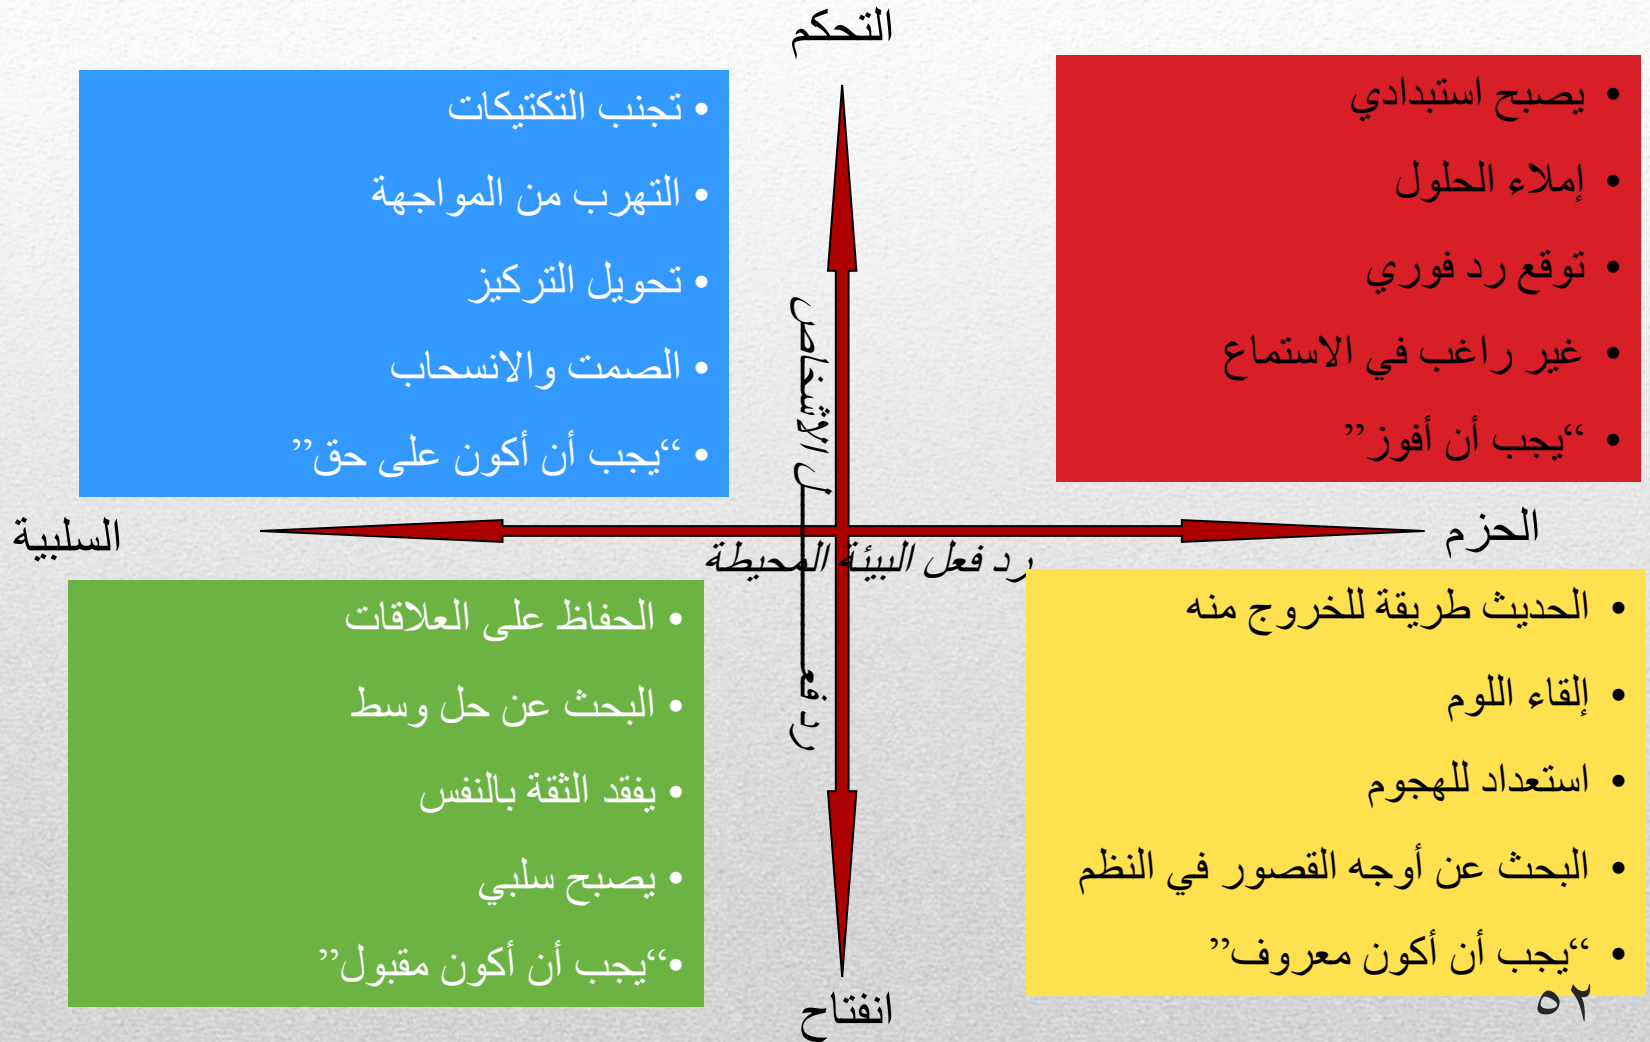 التحكم
• يصبح استبدادي
• إملاء الحلول
• توقع رد فوري
• غير راغب في الاستماع
• “يجب أن أفوز”
• تجنب التكتيكات
• التهرب من المواجهة
• تحويل التركيز
• الصمت والانسحاب
• “يجب أن أكون على حق”
الحزم
السلبية
رد فعل البيئة المحيطة
رد فعـــــــــل الإشخاص
• الحديث طريقة للخروج منه
• إلقاء اللوم
• استعداد للهجوم
• البحث عن أوجه القصور في النظم
• “يجب أن أكون معروف”
• الحفاظ على العلاقات
• البحث عن حل وسط
• يفقد الثقة بالنفس
• يصبح سلبي
•“يجب أن أكون مقبول”
انفتاح
٥٢